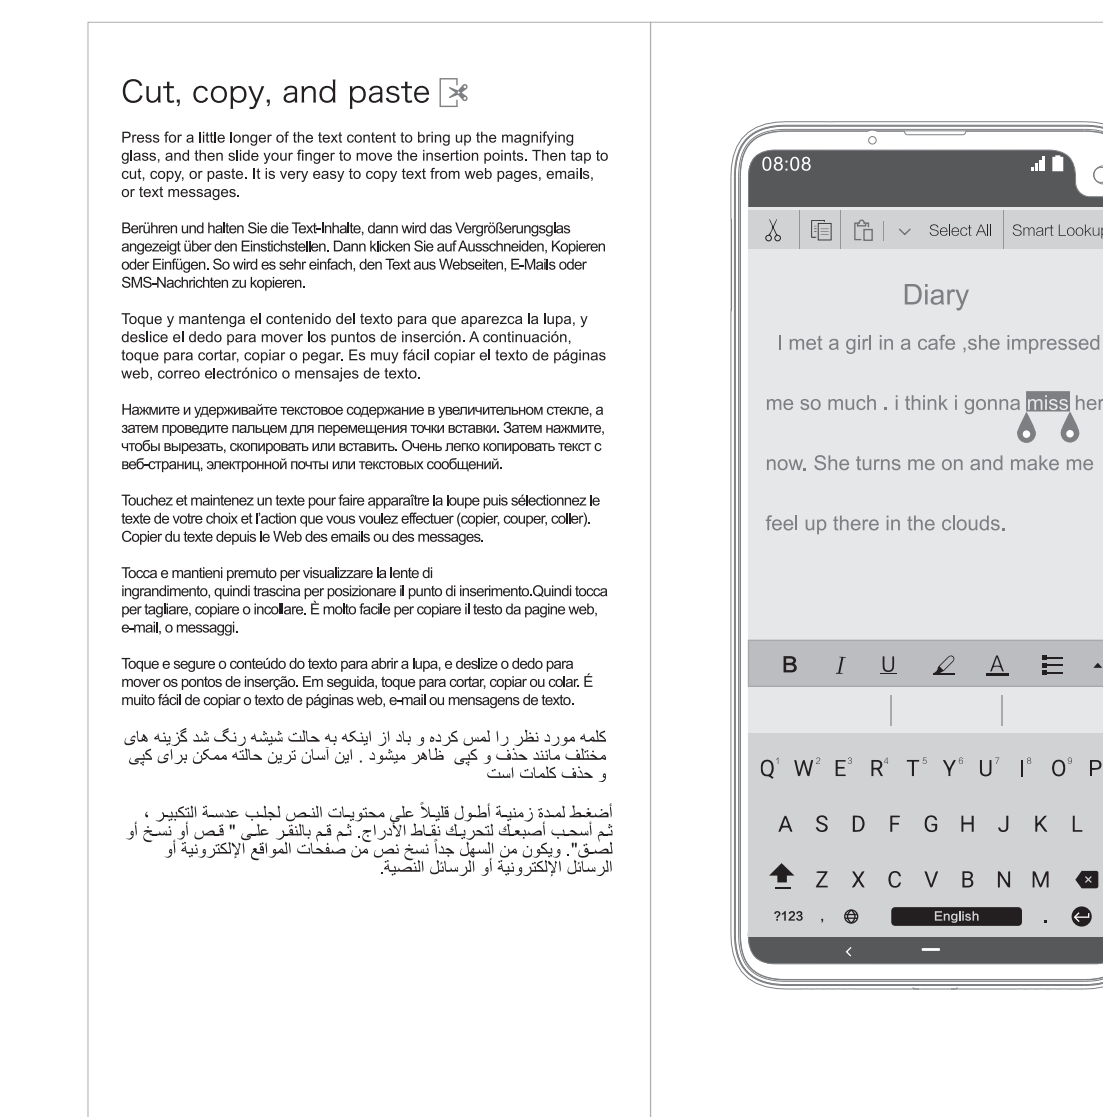 Cut, copy, and paste
Press for a little longer of the text content to bring up the magnifying
glass, and then slide your finger to move the insertion points. Then tap to
cut, copy, or paste. It is very easy to copy text from web pages, emails,
or text messages.
Berühren und halten Sie die Text-Inhalte, dann wird das Vergrößerungsglas
angezeigt über den Einstichstellen. Dann klicken Sie auf Ausschneiden, Kopieren
oder Einfügen. So wird es sehr einfach, den Text aus Webseiten, E-Mails oder
SMS-Nachrichten zu kopieren.
Toque y mantenga el contenido del texto para que aparezca la lupa, y
deslice el dedo para mover los puntos de inserción. A continuación,
toque para cortar, copiar o pegar. Es muy fácil copiar el texto de páginas
web, correo electrónico o mensajes de texto.
Нажмите и удерживайте текстовое содержание в увеличительном стекле, а
затем проведите пальцем для перемещения точки вставки. Затем нажмите,
чтобы вырезать, скопировать или вставить. Очень легко копировать текст с
веб-страниц, электронной почты или текстовых сообщений.
Touchez et maintenez un texte pour faire apparaître la loupe puis sélectionnez le
texte de votre choix et l'action que vous voulez effectuer (copier, couper, coller).
Copier du texte depuis le Web des emails ou des messages.
Tocca e mantieni premuto per visualizzare la lente di
ingrandimento, quindi trascina per posizionare il punto di inserimento.Quindi tocca
per tagliare, copiare o incollare. È molto facile per copiare il testo da pagine web,
e-mail, o messaggi.
Toque e segure o conteúdo do texto para abrir a lupa, e deslize o dedo para
mover os pontos de inserção. Em seguida, toque para cortar, copiar ou colar. É
muito fácil de copiar o texto de páginas web, e-mail ou mensagens de texto.
کلمه مورد نظر را لمس کرده و باد از اینکه به حالت شیشه رنگ شد گزینه های
مختلف مانند حذف و کپی ظاهر میشود . این آسان ترین حالته ممکن برای کپی
و حذف کلمات است
أضغط لمدة زمنية أطول قليلاً على محتويات النص لجلب عدسة التكبير ،
ثم أسحب أصبعك لتحريك نقاط الأدراج. ثم قم بالنقر على " قص أو نسخ أو
لصق". ويكون من السهل جداً نسخ نص من صفحات المواقع الإلكترونية أو
الرسائل الإلكترونية أو الرسائل النصية.
08:08
Select All Smart Lookup
Diary
I met a girl in a cafe ,she impressed
me so much . i think i gonna miss her
now. She turns me on and make me
feel up there in the clouds.
B I U A
Q1 W2 E3 R4 T5 Y6 U7 I8 O9 P
A S D F G H J K L
Z X C V B N M
?123 , English .